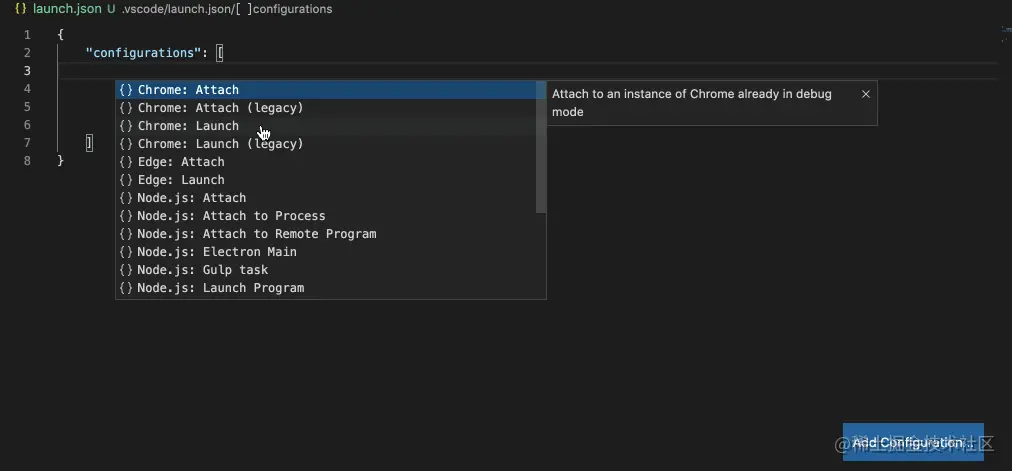 {} launch.json U .vscode/launch.json/[ ]configurations
1 {
2 "configurations": [
3
4
5
6
7 ]
8 }
{} Chrome: Attach
{} Chrome: Attach (legacy)
{} Chrome: Launch
{} Chrome: Launch (legacy)
{} Edge: Attach
{} Edge: Launch
{} Node.js: Attach
{} Node.js: Attach to Process
{} Node.js: Attach to Remote Program
{} Node.js: Electron Main
{} Node.js: Gulp task
{} Node.js: Launch Program
Attach to an instance of Chrome already in debug
mode
Add Configuration...
@稀土掘金技术社区